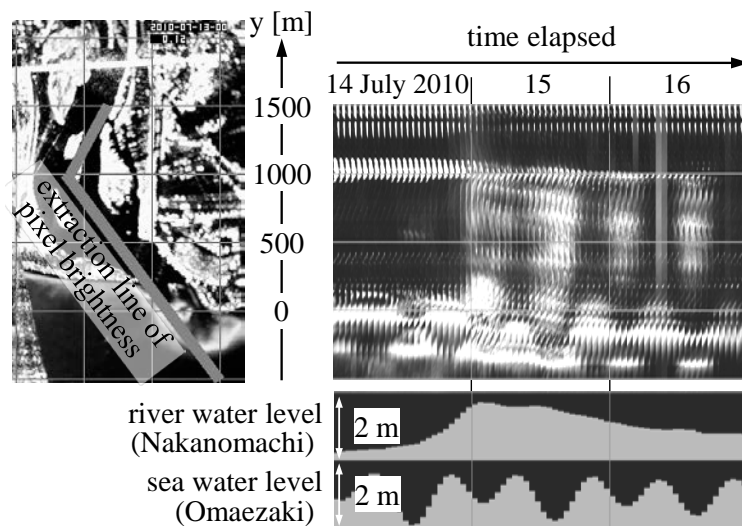 2010-07-13-00
0.12
y [m]
1500
1000
500
0
extraction line of
pixel brightness
time elapsed
14 July 2010
15
16
river water level
(Nakanomachi)
2 m
sea water level
(Omaezaki)
2 m